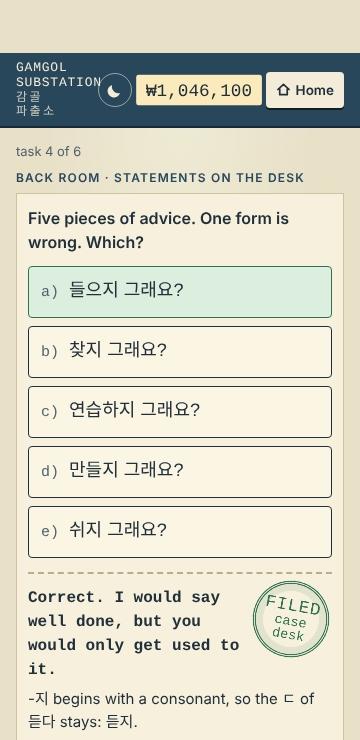 GAMGOL
SUBSTATION
감골
파출소
₩1,046,100
Home
task 4 of 6
BACK ROOM · STATEMENTS ON THE DESK
Five pieces of advice. One form is
wrong. Which?
a) 들으지 그래요?
b) 찾지 그래요?
c) 연습하지 그래요?
d) 만들지 그래요?
e) 쉬지 그래요?
Correct. I would say
well done, but you
would only get used to
it.
FILED
case
desk
-지 begins with a consonant, so the ㄷ of
듣다 stays: 듣지.